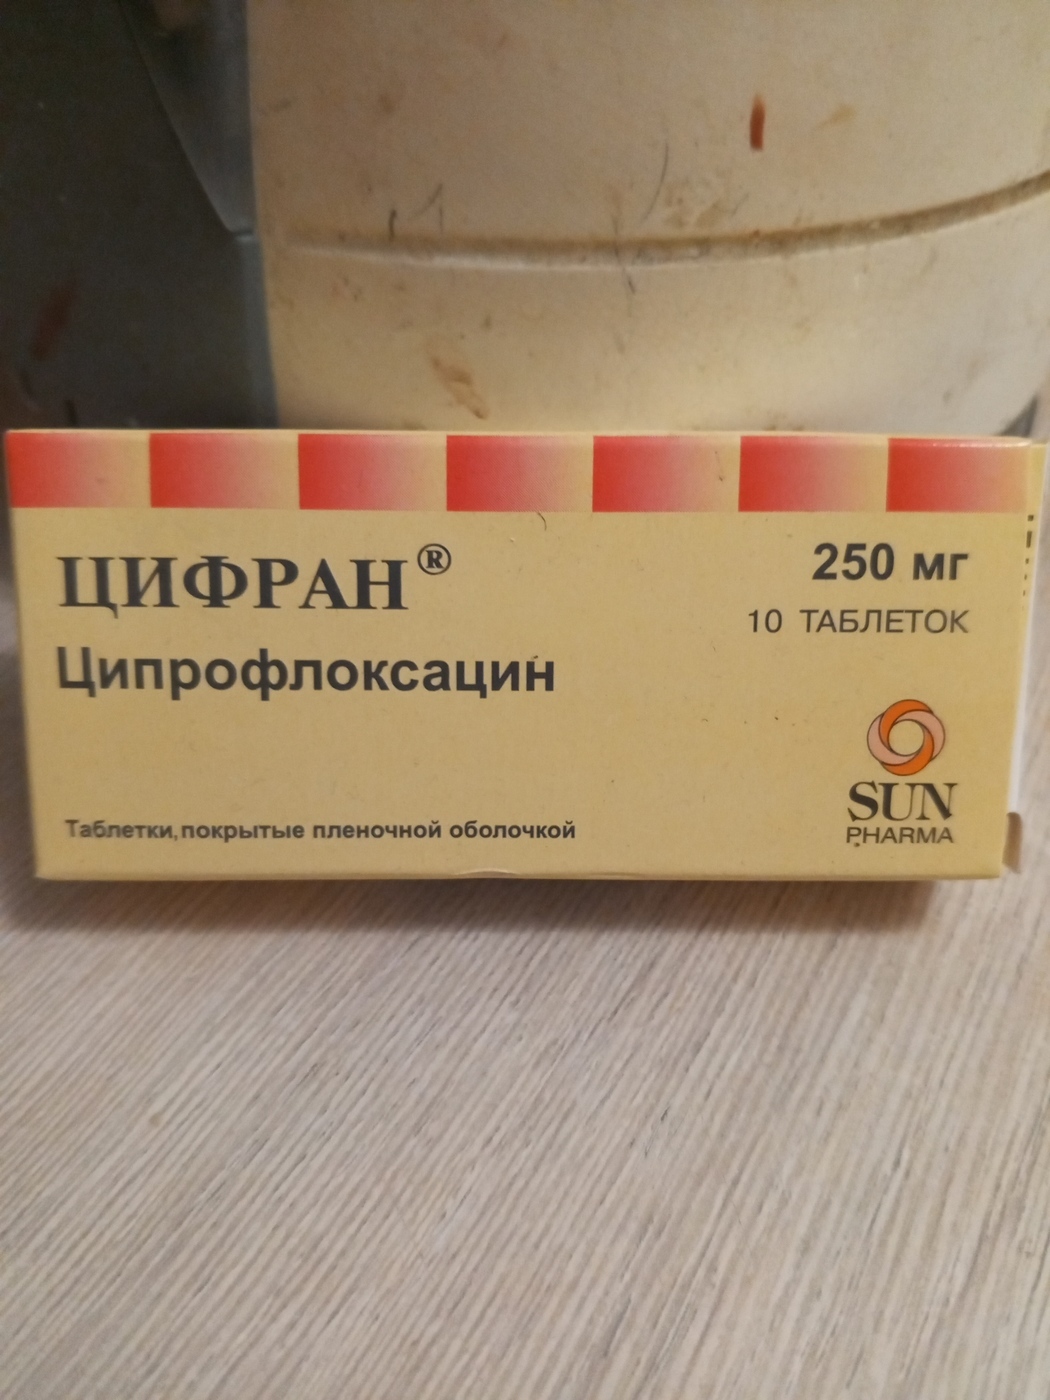 ЦИФРАН®
250 мг
10 ТАБЛЕТОК
Ципрофлоксацин
SUN
PHARMA
Таблетки, покрытые пленочной оболочкой